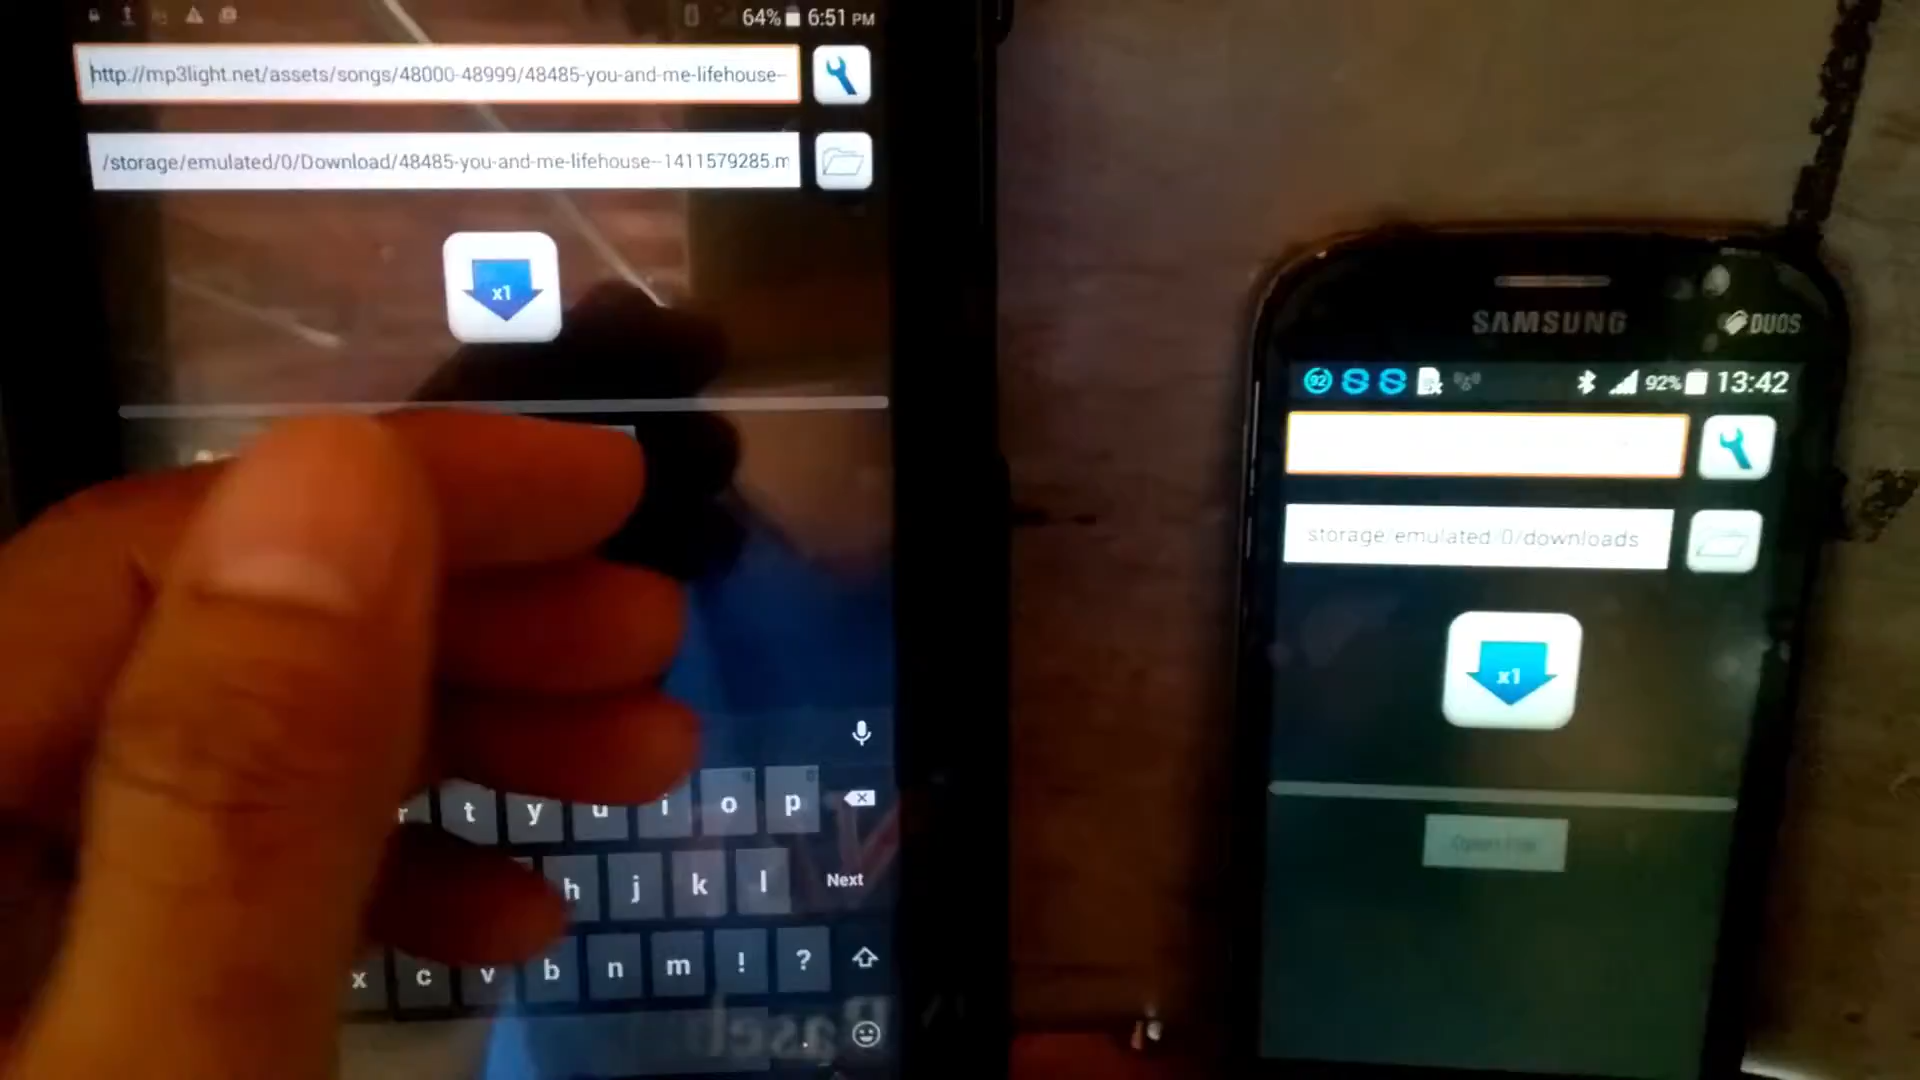 64% 6:51 PM
http://mp3light.net/assets/songs/48000-48999/48485-you-and-me-lifehouse--
/storage/emulated/0/Download/48485-you-and-me-lifehouse--1411579285.m
x1
r t y u i o p
h j k l Next
x c v b n m ! ?
.
SAMSUNG
DUOS
92 92% 13:42
storage/emulated/0/downloads
x1